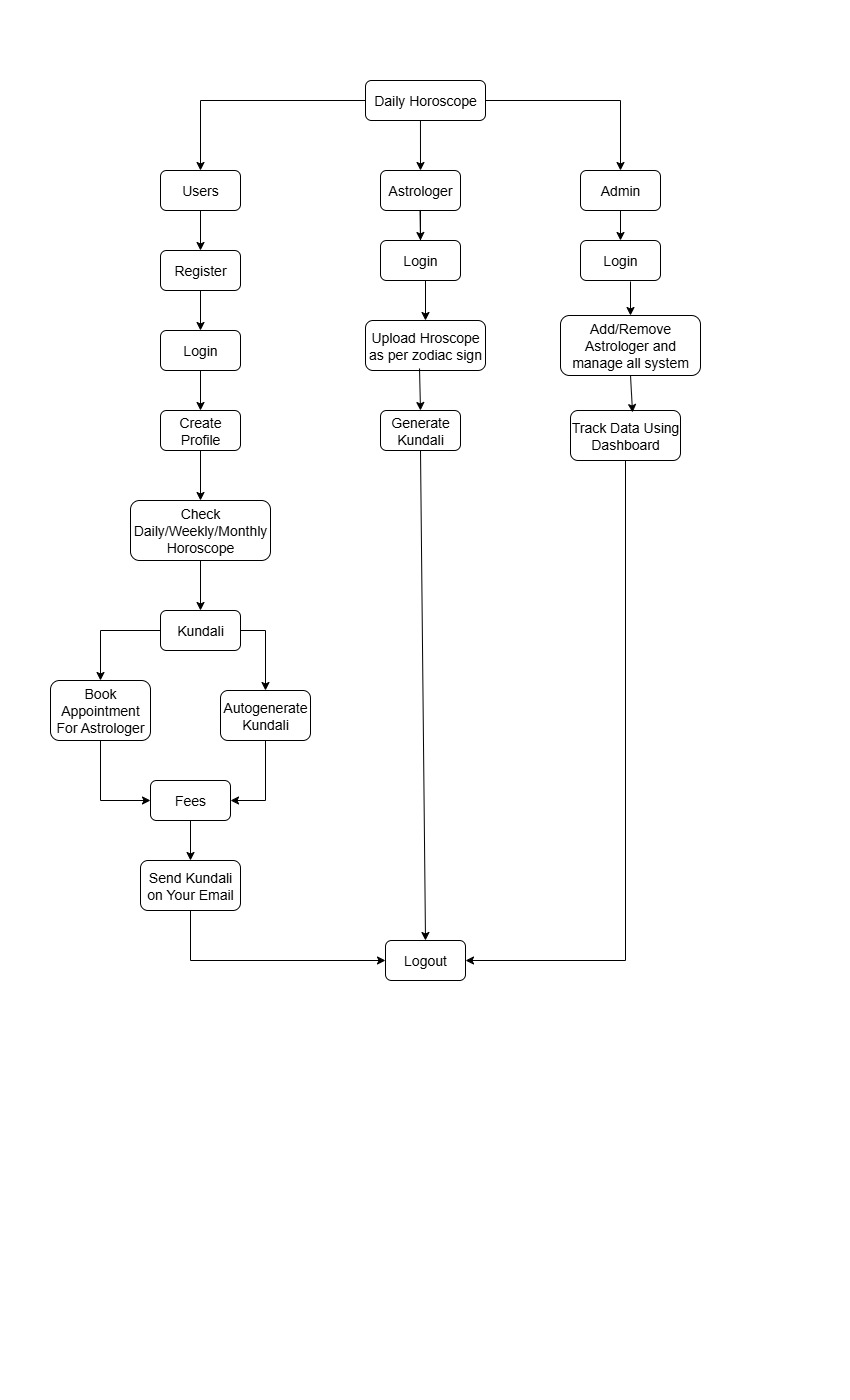 Daily Horoscope
Users
Astrologer
Admin
Register
Login
Login
Login
Upload Hroscope
as per zodiac sign
Add/Remove
Astrologer and
manage all system
Create
Profile
Generate
Kundali
Track Data Using
Dashboard
Check
Daily/Weekly/Monthly
Horoscope
Kundali
Book
Appointment
For Astrologer
Autogenerate
Kundali
Fees
Send Kundali
on Your Email
Logout